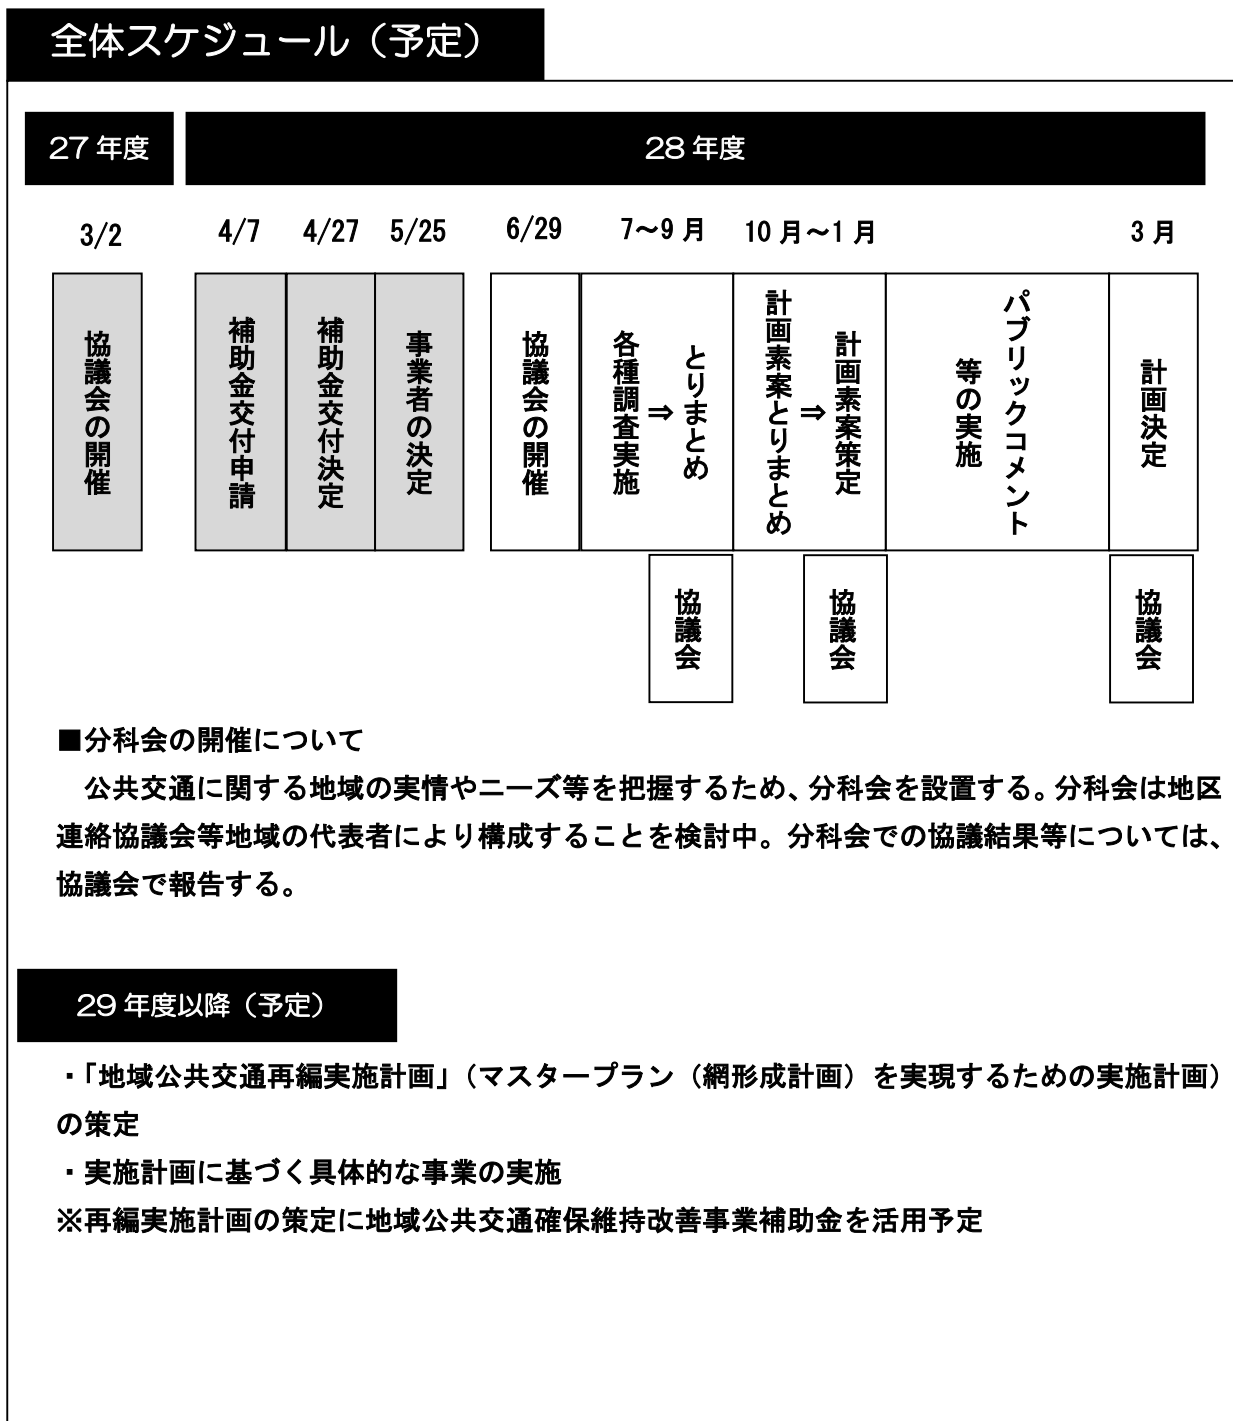 全体スケジュール（予定）
27 年度
28 年度
3/2
4/7
4/27
5/25
6/29
7～9 月
10 月～1 月
3 月
協議会の開催
補助金交付申請
補助金交付決定
事業者の決定
協議会の開催
各種調査実施
⇒
とりまとめ
計画素案とりまとめ
⇒
計画素案策定
パブリックコメント
等の実施
計画決定
協議会
協議会
協議会
■分科会の開催について
公共交通に関する地域の実情やニーズ等を把握するため、分科会を設置する。分科会は地区
連絡協議会等地域の代表者により構成することを検討中。分科会での協議結果等については、
協議会で報告する。
29 年度以降（予定）
・「地域公共交通再編実施計画」（マスタープラン（網形成計画）を実現するための実施計画）
の策定
・実施計画に基づく具体的な事業の実施
※再編実施計画の策定に地域公共交通確保維持改善事業補助金を活用予定